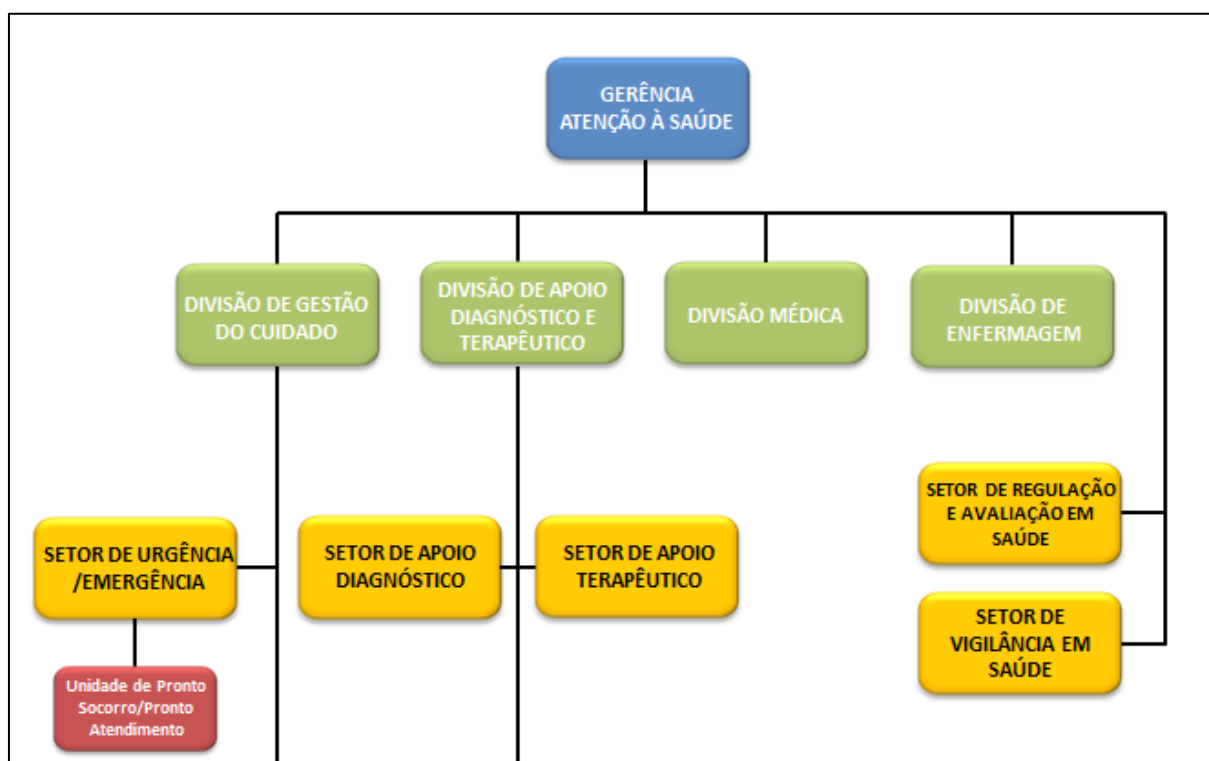 GERÊNCIA
ATENÇÃO À SAÚDE
DIVISÃO DE GESTÃO
DO CUIDADO
DIVISÃO DE APOIO
DIAGNÓSTICO E
TERAPÊUTICO
DIVISÃO MÉDICA
DIVISÃO DE
ENFERMAGEM
SETOR DE REGULAÇÃO
E AVALIAÇÃO EM
SAÚDE
SETOR DE URGÊNCIA
/EMERGÊNCIA
SETOR DE APOIO
DIAGNÓSTICO
SETOR DE APOIO
TERAPÊUTICO
SETOR DE
VIGILÂNCIA EM
SAÚDE
Unidade de Pronto
Socorro/Pronto
Atendimento